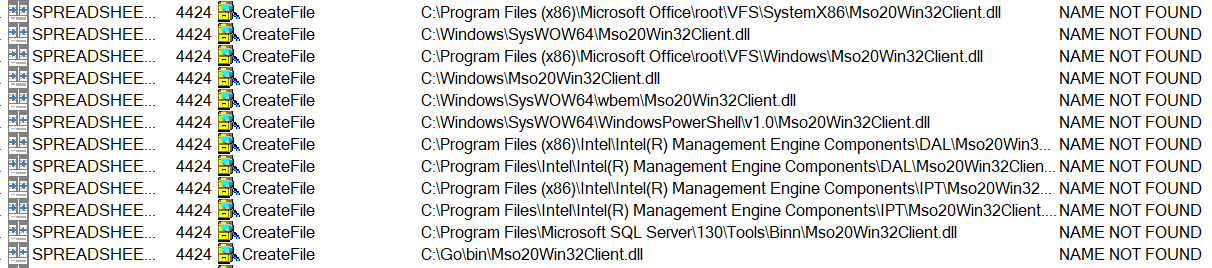 SPREADSHEE... 4424 CreateFile C:\Program Files (x86)\Microsoft Office\root\VFS\SystemX86\Mso20Win32Client.dll NAME NOT FOUND
SPREADSHEE... 4424 CreateFile C:\Windows\SysWOW64\Mso20Win32Client.dll NAME NOT FOUND
SPREADSHEE... 4424 CreateFile C:\Program Files (x86)\Microsoft Office\root\VFS\Windows\Mso20Win32Client.dll NAME NOT FOUND
SPREADSHEE... 4424 CreateFile C:\Windows\Mso20Win32Client.dll NAME NOT FOUND
SPREADSHEE... 4424 CreateFile C:\Windows\SysWOW64\wbem\Mso20Win32Client.dll NAME NOT FOUND
SPREADSHEE... 4424 CreateFile C:\Windows\SysWOW64\WindowsPowerShell\v1.0\Mso20Win32Client.dll NAME NOT FOUND
SPREADSHEE... 4424 CreateFile C:\Program Files (x86)\Intel\Intel(R) Management Engine Components\DAL\Mso20Win3... NAME NOT FOUND
SPREADSHEE... 4424 CreateFile C:\Program Files\Intel\Intel(R) Management Engine Components\DAL\Mso20Win32Clien... NAME NOT FOUND
SPREADSHEE... 4424 CreateFile C:\Program Files (x86)\Intel\Intel(R) Management Engine Components\IPT\Mso20Win32... NAME NOT FOUND
SPREADSHEE... 4424 CreateFile C:\Program Files\Intel\Intel(R) Management Engine Components\IPT\Mso20Win32Client.... NAME NOT FOUND
SPREADSHEE... 4424 CreateFile C:\Program Files\Microsoft SQL Server\130\Tools\Binn\Mso20Win32Client.dll NAME NOT FOUND
SPREADSHEE... 4424 CreateFile C:\Go\bin\Mso20Win32Client.dll NAME NOT FOUND